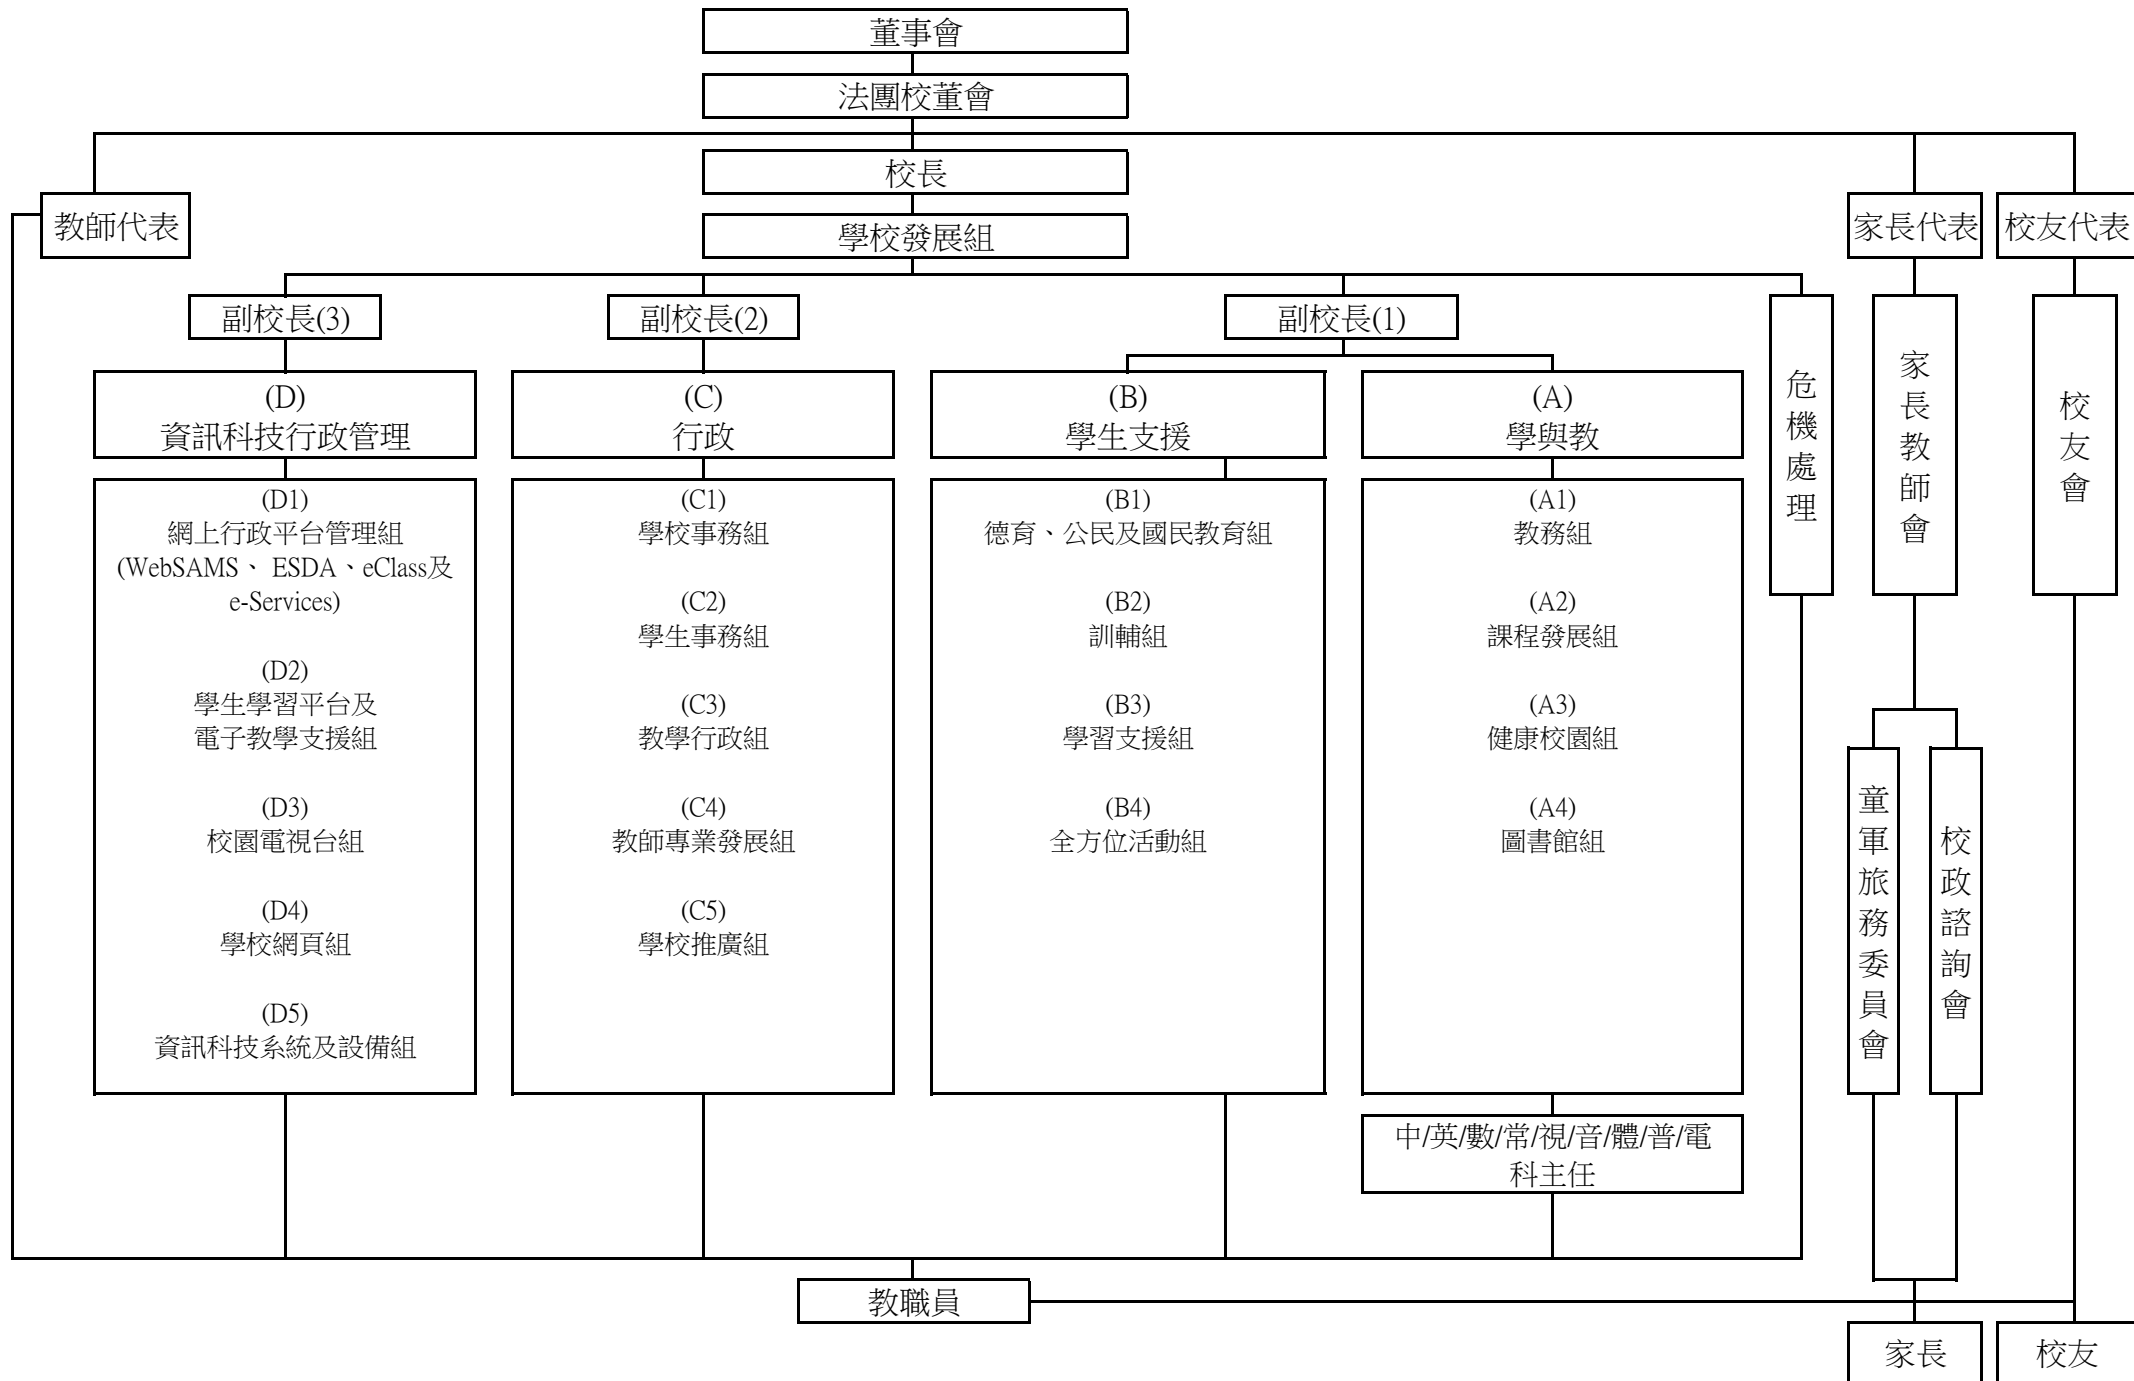 董事會
法團校董會
校長
學校發展組
教師代表
家長代表
校友代表
副校長(3)
副校長(2)
副校長(1)
(D)
資訊科技行政管理
(C)
行政
(B)
學生支援
(A)
學與教
(D1)
網上行政平台管理組
(WebSAMS、 ESDA、eClass及
e-Services)
(D2)
學生學習平台及
電子教學支援組
(D3)
校園電視台組
(D4)
學校網頁組
(D5)
資訊科技系統及設備組
(C1)
學校事務組
(C2)
學生事務組
(C3)
教學行政組
(C4)
教師專業發展組
(C5)
學校推廣組
(B1)
德育、公民及國民教育組
(B2)
訓輔組
(B3)
學習支援組
(B4)
全方位活動組
(A1)
教務組
(A2)
課程發展組
(A3)
健康校園組
(A4)
圖書館組
中/英/數/常/視/音/體/普/電
科主任
危機處理
家長教師會
校友會
童軍旅務委員會
校政諮詢會
教職員
家長
校友